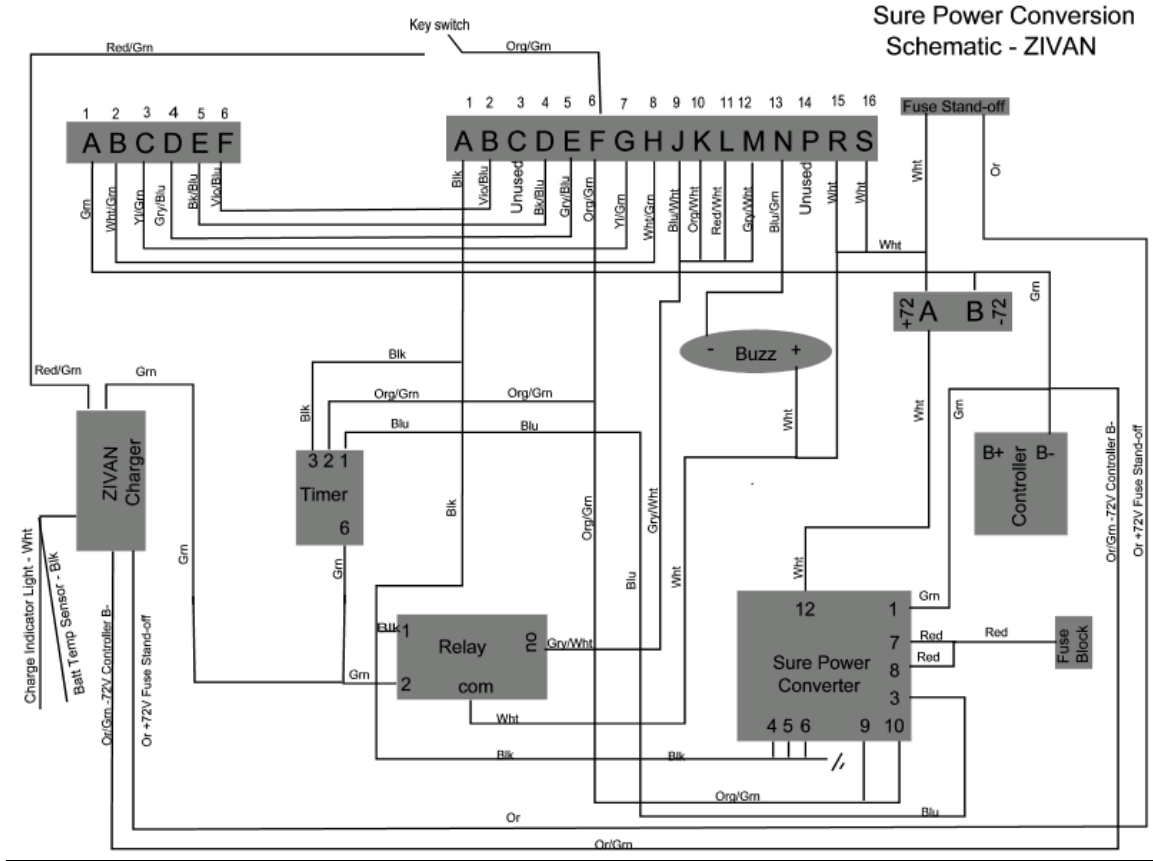 Sure Power Conversion
Schematic - ZIVAN
Key switch
Red/Grn
Org/Grn
1 2 3 4 5 6
A B C D E F
1 2 3 4 5 6 7 8 9 10 11 12 13 14 15 16
A B C D E F G H J K L M N P R S
Fuse Stand-off
Grn
Wht/Grn
Yl/Grn
Gry/Blu
Bk/Blu
Vio/Blu
Blk
Vio/Blu
Unused
Bk/Blu
Gry/Blu
Org/Grn
Yl/Grn
Wht/Grn
Blu/Wht
Org/Wht
Red/Wht
Gry/Wht
Blu/Grn
Unused
Wht
Wht
Wht
Wht
Or
Grn
+72 A B -72
- Buzz +
Blk
Red/Grn
Grn
Org/Grn
Org/Grn
Blk
Blu
Blu
Wht
Wht
Grn
ZIVAN
Charger
3 2 1
Timer
6
B+ B-
Controller
Blk
Org/Grn
Gry/Wht
Or/Grn -72V Controller B-
Or +72V Fuse Stand-off
Charge Indicator Light - Wht
Batt Temp Sensor - Blk
Grn
Grn
Blu
Wht
Wht
Or/Grn -72V Controller B-
Or +72V Fuse Stand-off
Blk 1
Relay
no
Gry/Wht
Grn
2
com
Wht
12
1
Grn
7
Red
Red
8
Red
3
Sure Power
Converter
4 5 6
9 10
Fuse
Block
Blk
Blk
Org/Grn
Blu
Or
Or/Grn